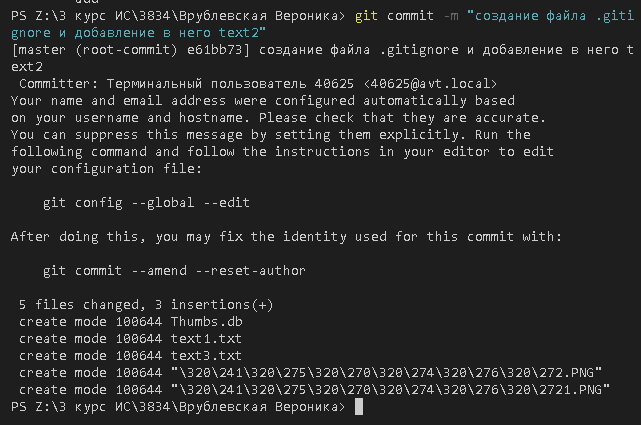 PS Z:\3 курс ИС\3834\Врублевская Вероника> git commit -m "создание файла .giti
gnore и добавление в него text2"
[master (root-commit) e61bb73] создание файла .gitignore и добавление в него t
ext2
Committer: Терминальный пользователь 40625 <40625@avt.local>
Your name and email address were configured automatically based
on your username and hostname. Please check that they are accurate.
You can suppress this message by setting them explicitly. Run the
following command and follow the instructions in your editor to edit
your configuration file:
git config --global --edit
After doing this, you may fix the identity used for this commit with:
git commit --amend --reset-author
5 files changed, 3 insertions(+)
create mode 100644 Thumbs.db
create mode 100644 text1.txt
create mode 100644 text3.txt
create mode 100644 "\320\241\320\275\320\270\320\274\320\276\320\272.PNG"
create mode 100644 "\320\241\320\275\320\270\320\274\320\276\320\2721.PNG"
PS Z:\3 курс ИС\3834\Врублевская Вероника>